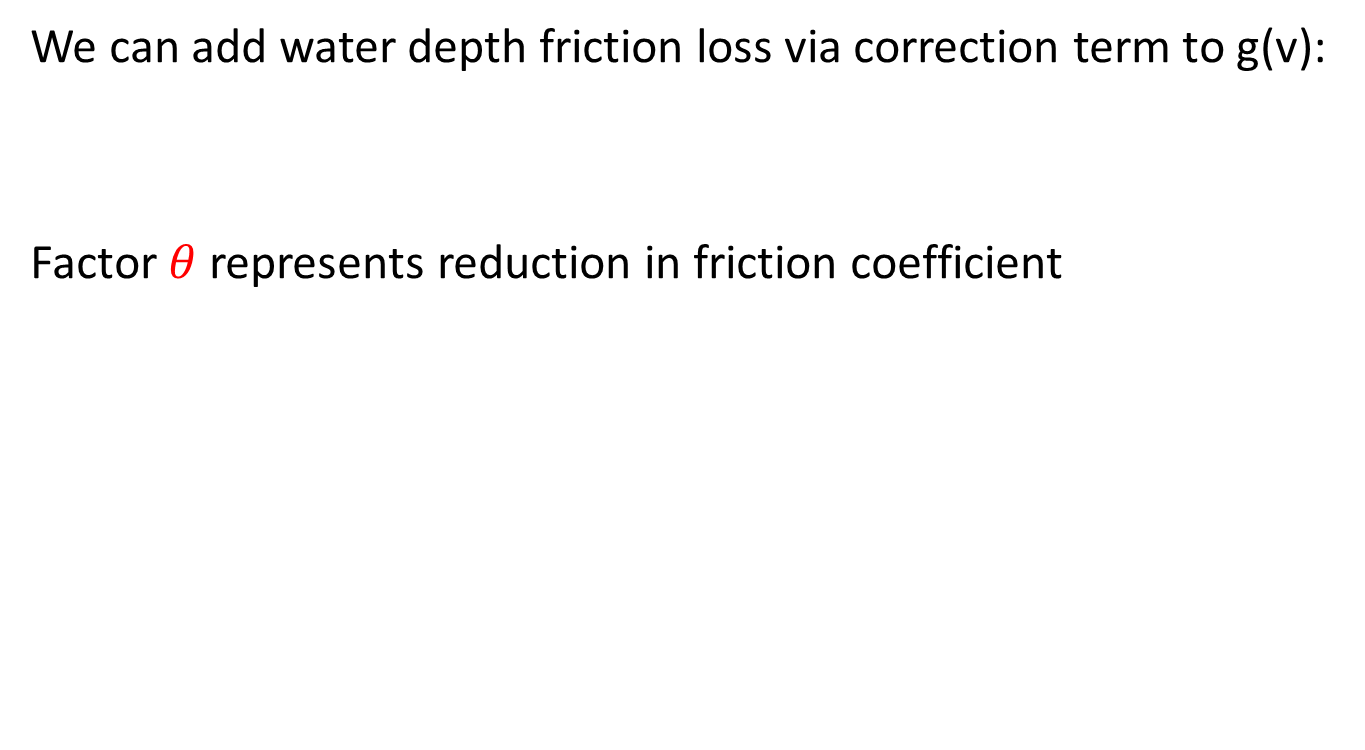 We can add water depth friction loss via correction term to g(v):
Factor θ represents reduction in friction coefficient